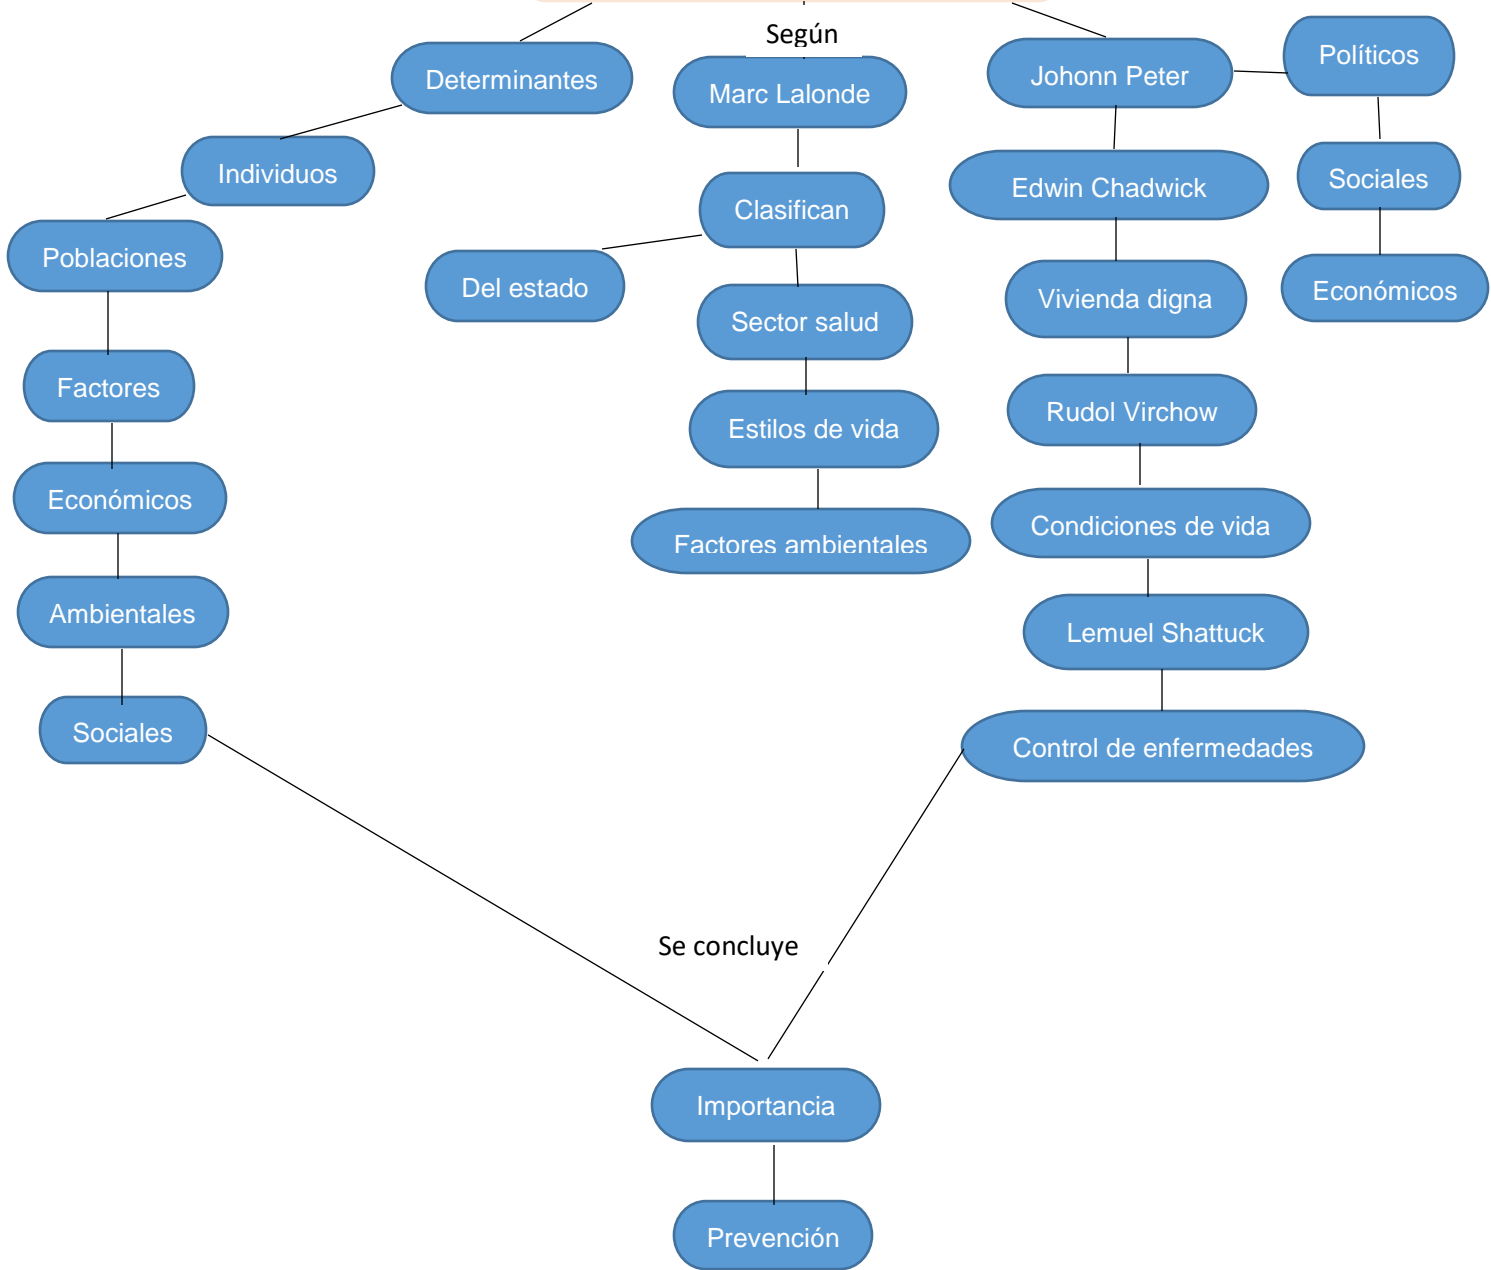 Según
Determinantes
Individuos
Poblaciones
Factores
Económicos
Ambientales
Sociales
Marc Lalonde
Clasifican
Del estado
Sector salud
Estilos de vida
Factores ambientales
Johonn Peter
Edwin Chadwick
Vivienda digna
Rudol Virchow
Condiciones de vida
Lemuel Shattuck
Control de enfermedades
Políticos
Sociales
Económicos
Se concluye
Importancia
Prevención